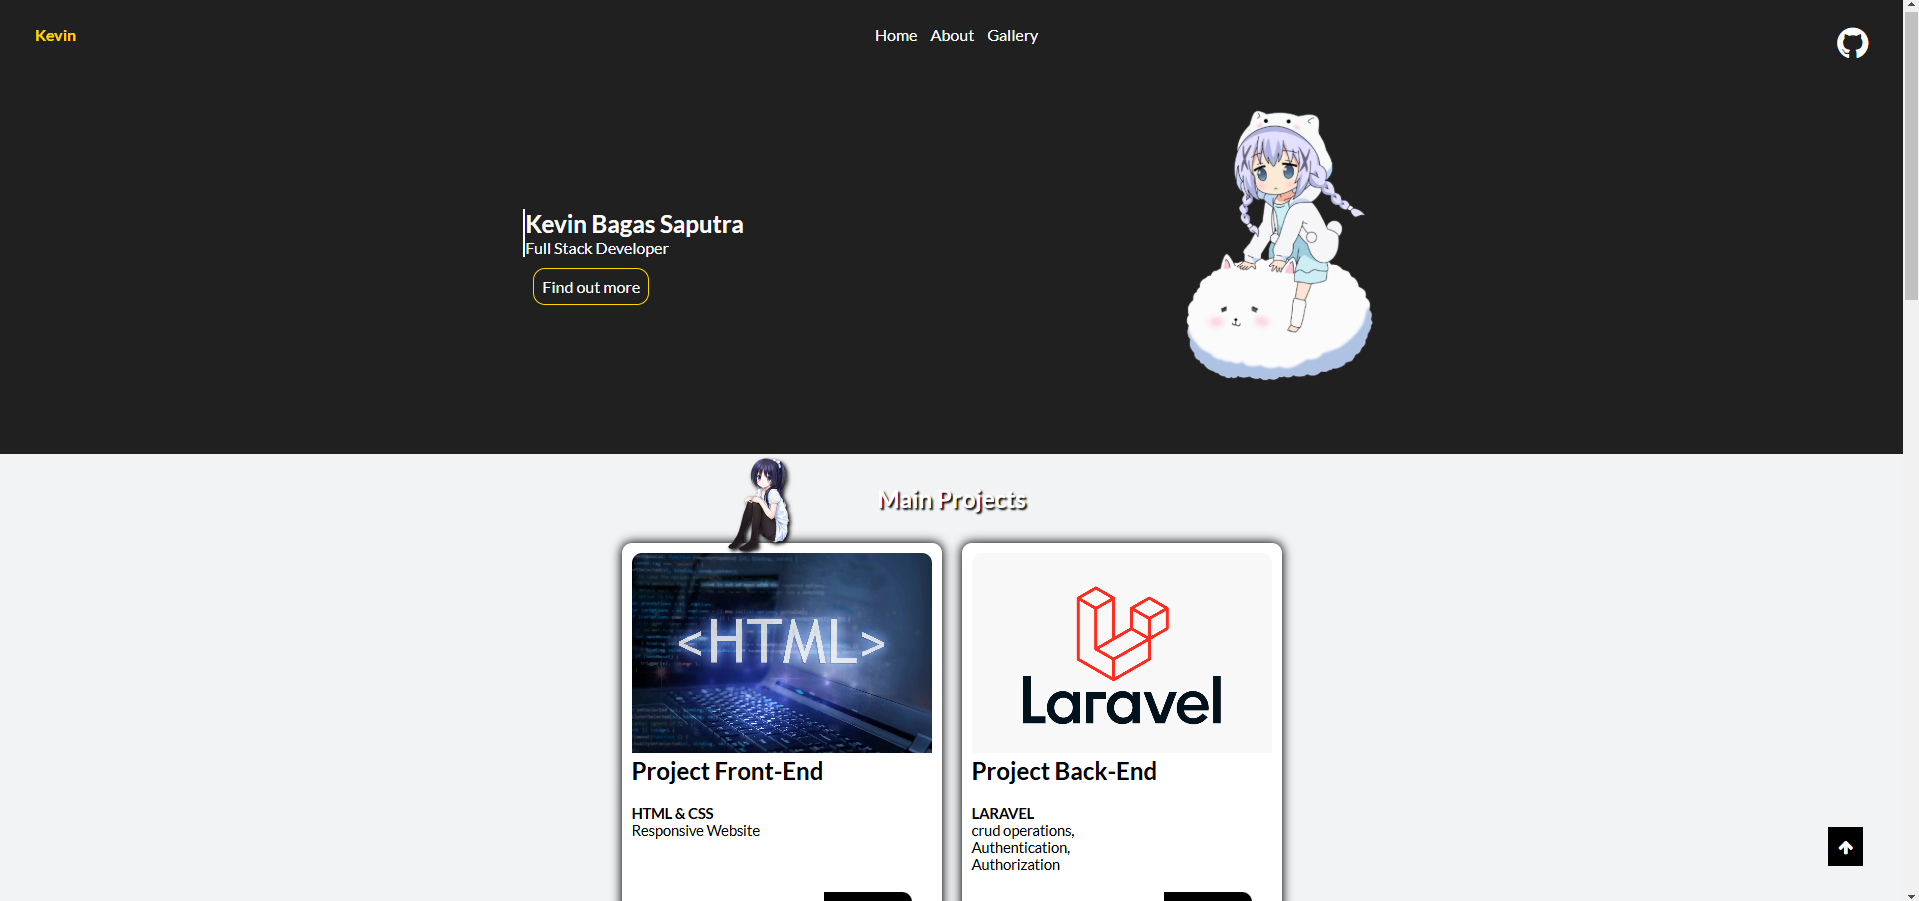 Kevin
Home About Gallery
Kevin Bagas Saputra
Full Stack Developer
Find out more
Main Projects
<HTML>
Project Front-End
HTML & CSS
Responsive Website
Laravel
Project Back-End
LARAVEL
crud operations,
Authentication,
Authorization